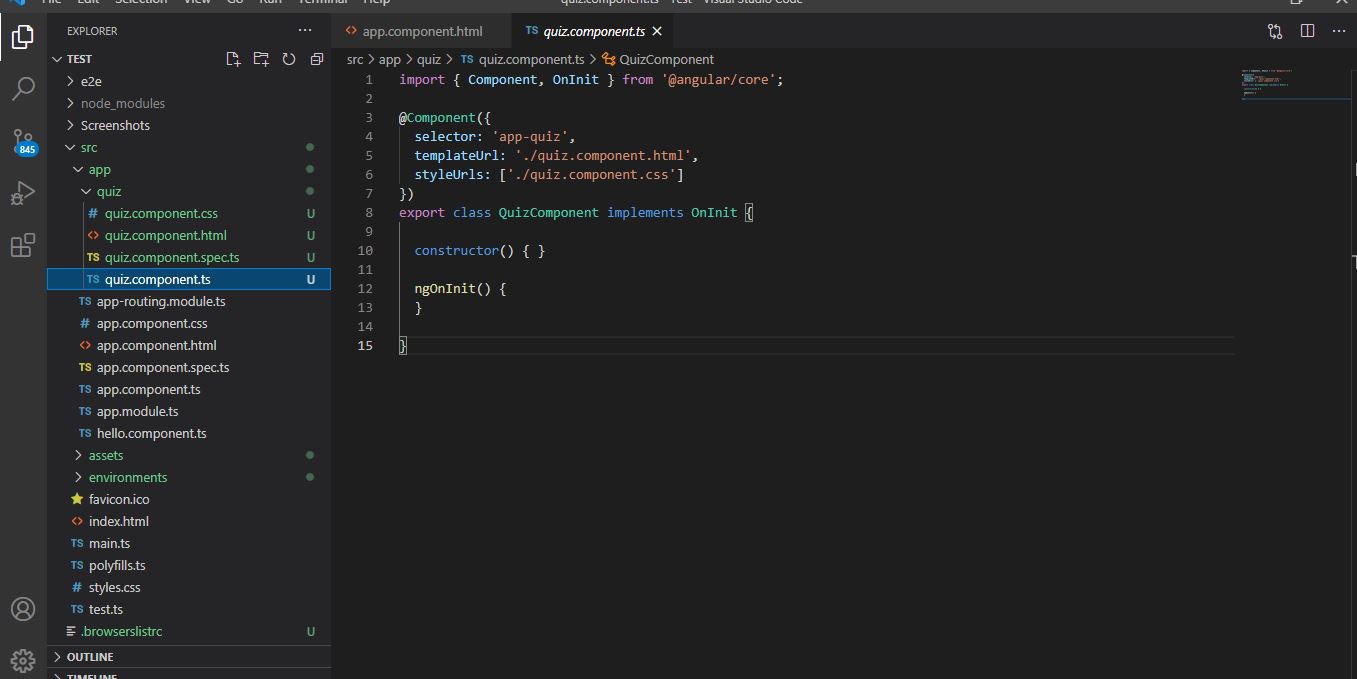 File Edit Selection View Go Run Terminal Help
quiz.component.ts - Test - Visual Studio Code
EXPLORER
app.component.html
TS quiz.component.ts
TEST
src > app > quiz > TS quiz.component.ts > QuizComponent
e2e
node_modules
Screenshots
845
src
app
quiz
# quiz.component.css U
<> quiz.component.html U
TS quiz.component.spec.ts U
TS quiz.component.ts U
TS app-routing.module.ts
# app.component.css
<> app.component.html
TS app.component.spec.ts
TS app.component.ts
TS app.module.ts
TS hello.component.ts
assets
environments
favicon.ico
<> index.html
TS main.ts
TS polyfills.ts
# styles.css
TS test.ts
.browserslistrc U
OUTLINE
TIMELINE
1 import { Component, OnInit } from '@angular/core';
2
3 @Component({
4 selector: 'app-quiz',
5 templateUrl: './quiz.component.html',
6 styleUrls: ['./quiz.component.css']
7 })
8 export class QuizComponent implements OnInit {
9
10 constructor() { }
11
12 ngOnInit() {
13 }
14
15 }